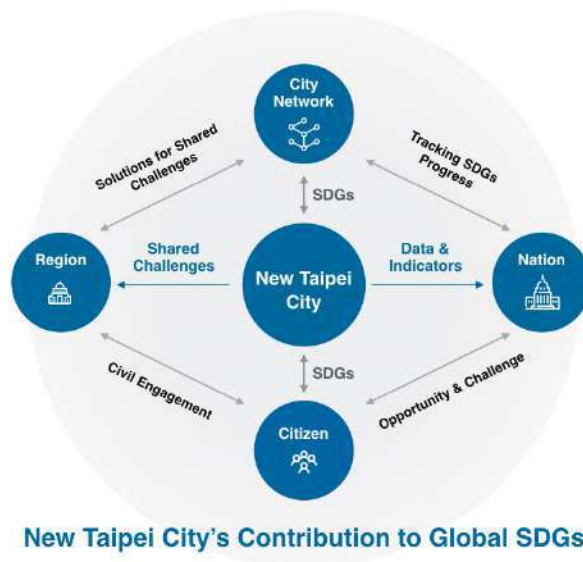 City
Network
Solutions for Shared
Challenges
Tracking SDGs
Progress
SDGs
Region
Shared
Challenges
New Taipei
City
Data &
Indicators
Nation
SDGs
Civil Engagement
Opportunity & Challenge
Citizen
New Taipei City's Contribution to Global SDGs